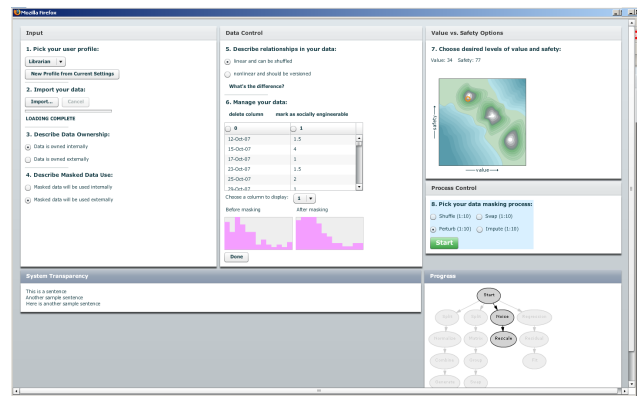 Mozilla Firefox
Input
1. Pick your user profile:
Librarian
New Profile from Current Settings
2. Import your data:
Import... Cancel
LOADING COMPLETE
3. Describe Data Ownership:
Data is owned internally
Data is owned externally
4. Describe Masked Data Use:
Masked data will be used internally
Masked data will be used externally
Data Control
5. Describe relationships in your data:
linear and can be shuffled
nonlinear and should be
What's the difference?
6. Manage your data:
delete column mark as socially engineerable
0 1
12-Oct-07 1.5
15-Oct-07 4
17-Oct-07 1
23-Oct-07 1.5
25-Oct-07 2
29-Oct-07 1
Choose a column to display: 1
Before masking After masking
Done
Value vs. Safety Options
7. Choose desired levels of value and safety:
Value: 34 Safety: 77
value
Process Control
8. Pick your data masking process:
Shuffle (1:10) Swap (1:10)
Perturb (1:10) Impute (1:10)
Start
System Transparency
This is a sentence
Another sample sentence
Here is another sample sentence
Progress
Start
Rescale